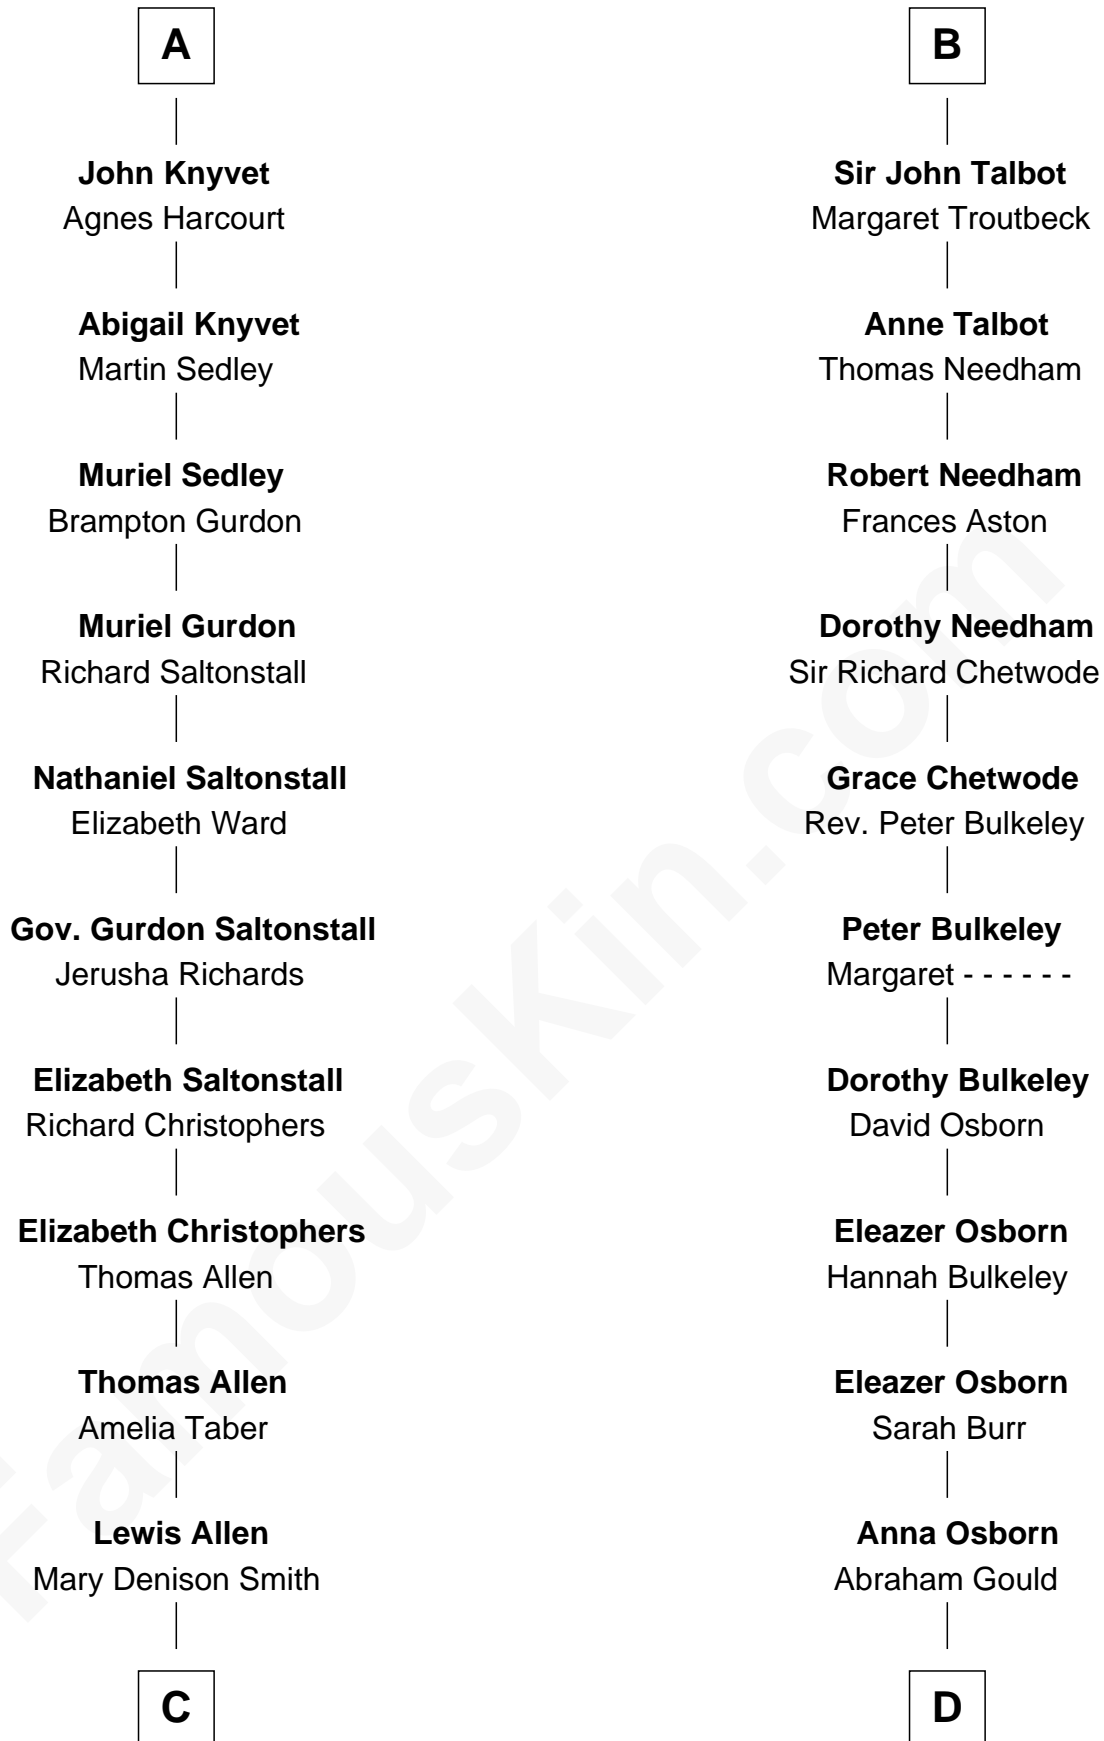 A
John Knyvet
Agnes Harcourt
Abigail Knyvet
Martin Sedley
Muriel Sedley
Brampton Gurdon
Muriel Gurdon
Richard Saltonstall
Nathaniel Saltonstall
Elizabeth Ward
Gov. Gurdon Saltonstall
Jerusha Richards
Elizabeth Saltonstall
Richard Christophers
Elizabeth Christophers
Thomas Allen
Thomas Allen
Amelia Taber
Lewis Allen
Mary Denison Smith
C
B
Sir John Talbot
Margaret Troutbeck
Anne Talbot
Thomas Needham
Robert Needham
Frances Aston
Dorothy Needham
Sir Richard Chetwode
Grace Chetwode
Rev. Peter Bulkeley
Peter Bulkeley
Margaret - - - - - -
Dorothy Bulkeley
David Osborn
Eleazer Osborn
Hannah Bulkeley
Eleazer Osborn
Sarah Burr
Anna Osborn
Abraham Gould
D
FamousKin.com